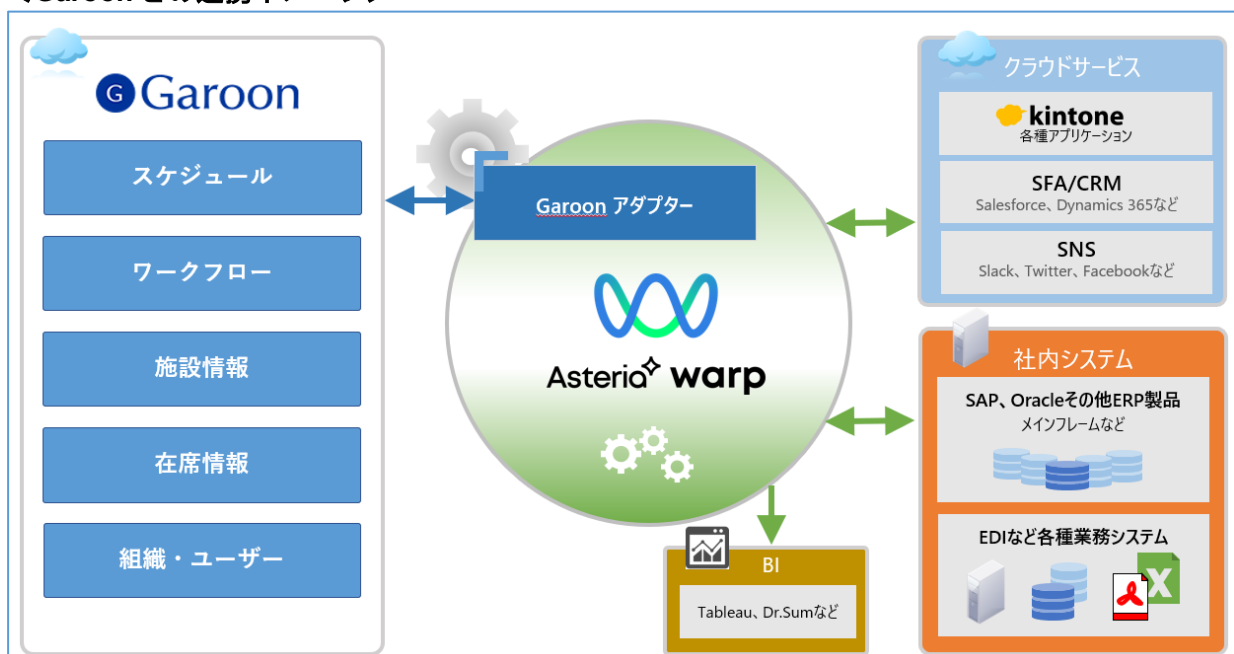 Garoon
スケジュール
ワークフロー
施設情報
在席情報
組織・ユーザー
Garoon アダプター
Asteria warp
クラウドサービス
kintone
各種アプリケーション
SFA/CRM
Salesforce、Dynamics 365など
SNS
Slack、Twitter、Facebookなど
社内システム
SAP、Oracleその他ERP製品
メインフレームなど
EDIなど各種業務システム
BI
Tableau、Dr.Sumなど